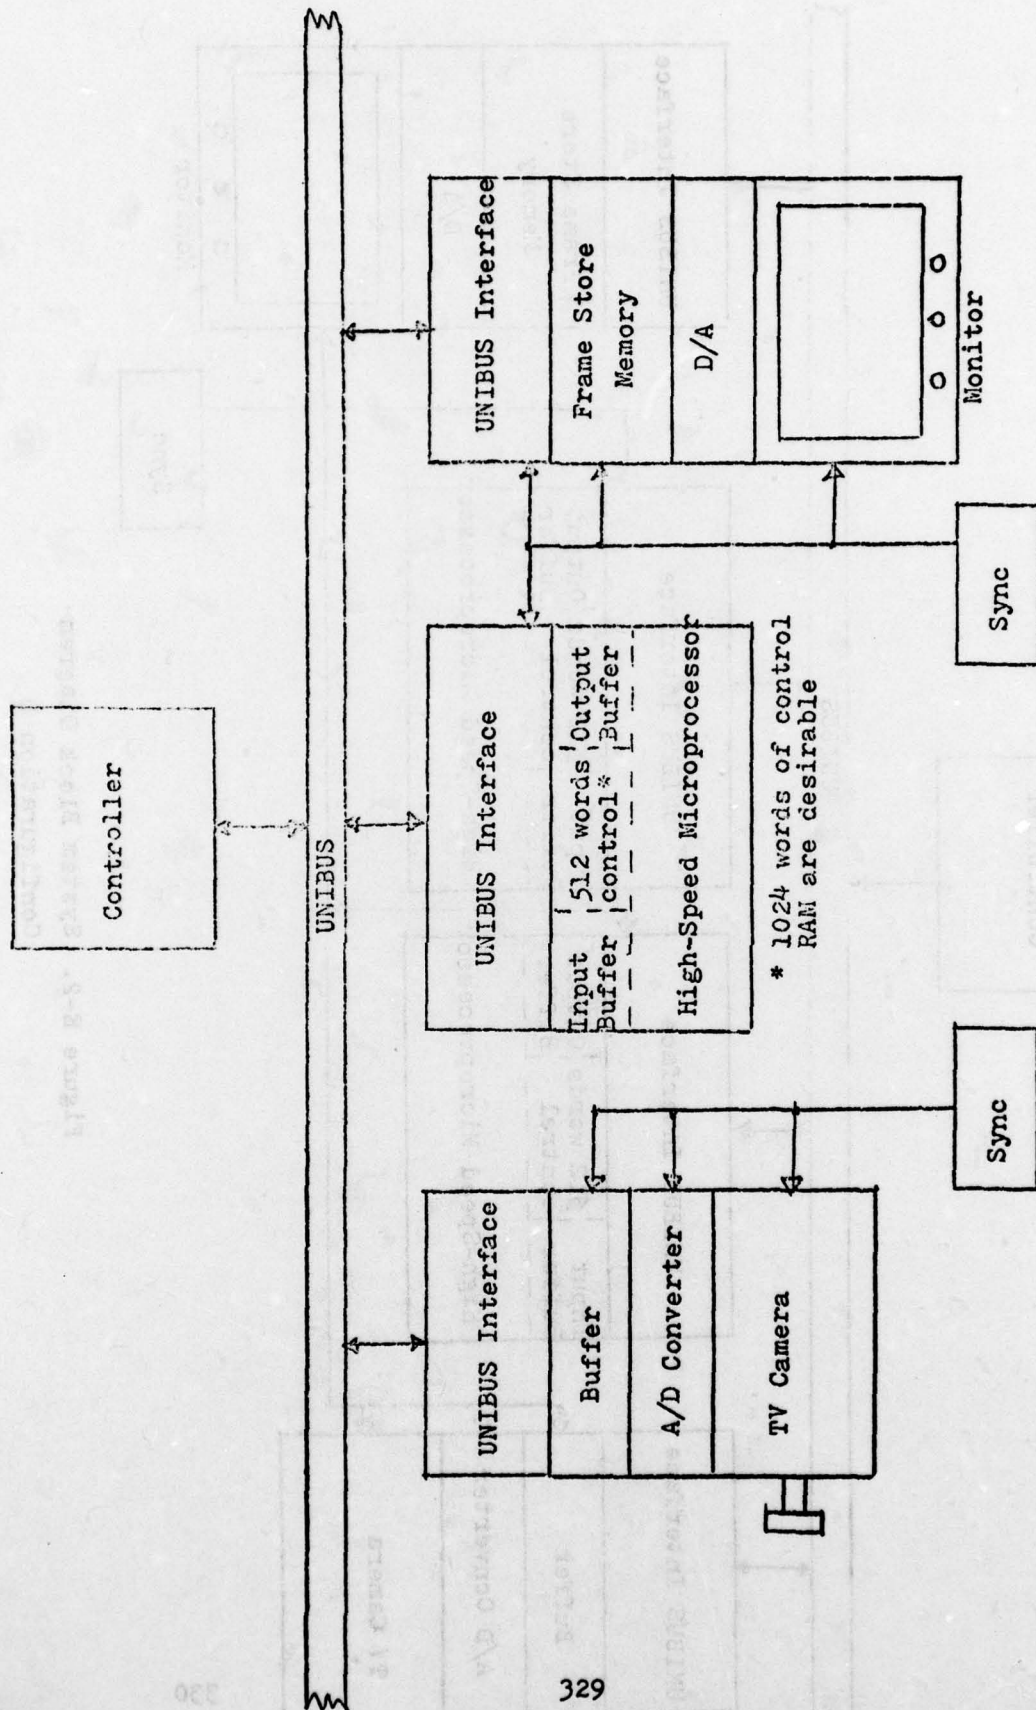 Controller
UNIBUS
UNIBUS Interface
Buffer
A/D Converter
TV Camera
Sync
UNIBUS Interface
Input
Buffer
512 words
control*
Output
Buffer
High-Speed Microprocessor
* 1024 words of control
RAM are desirable
UNIBUS Interface
Frame Store
Memory
D/A
Monitor
Sync
329